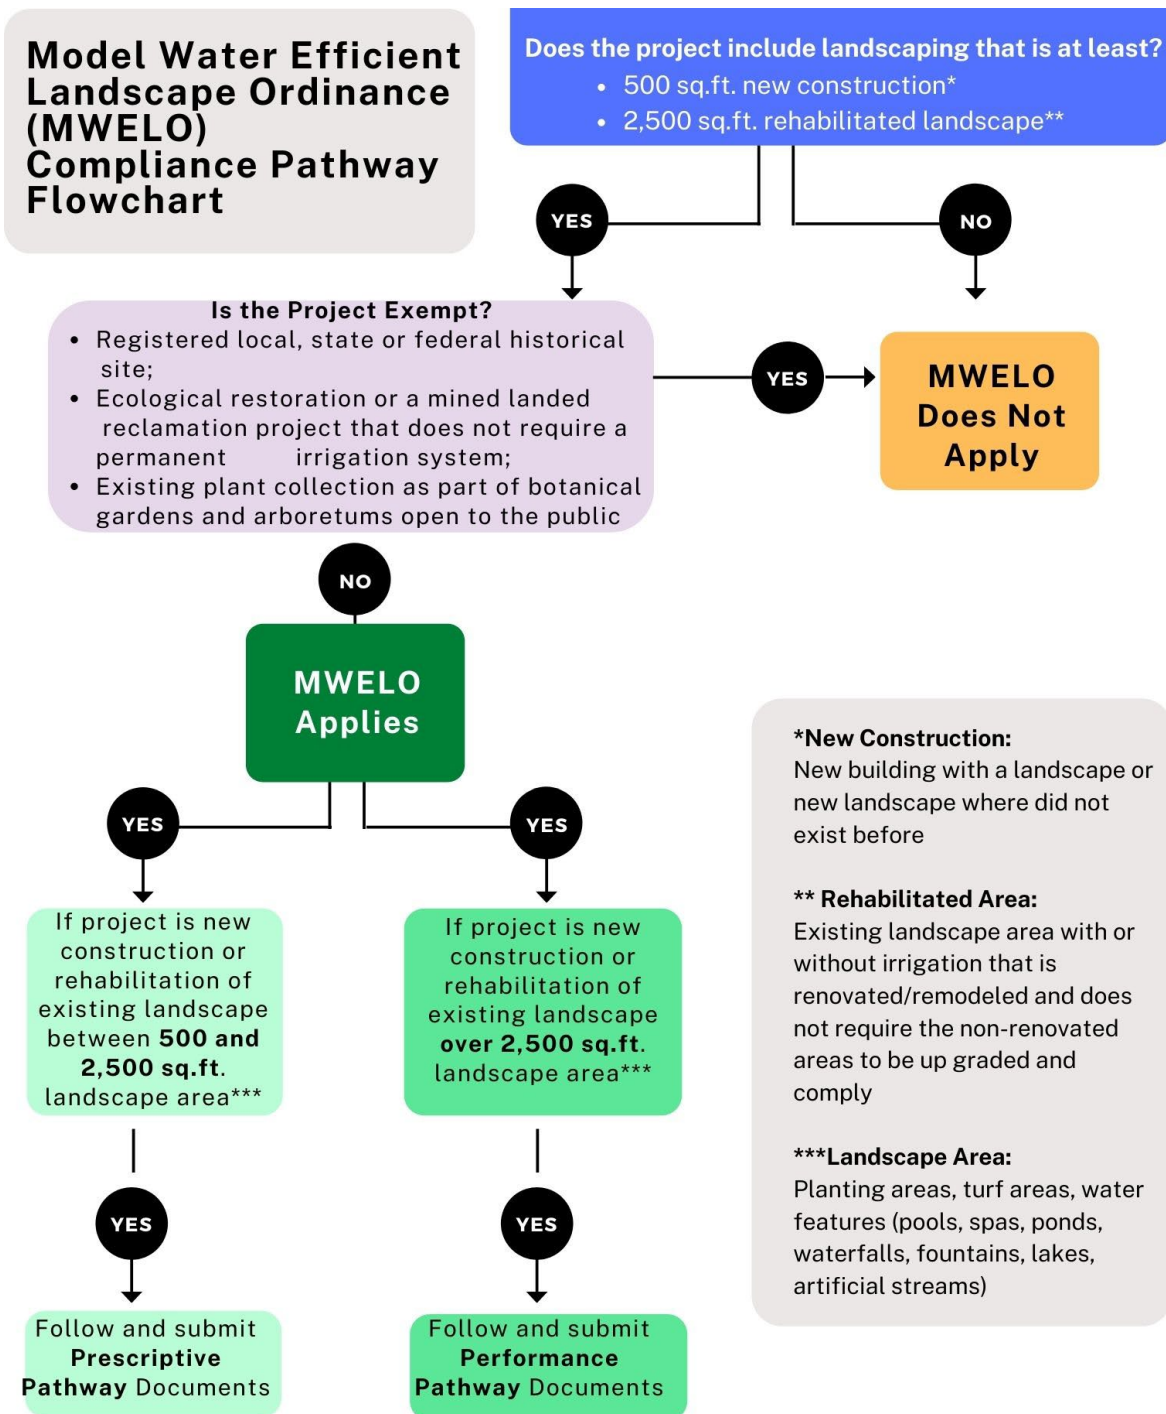 Model Water Efficient
Landscape Ordinance
(MWELO)
Compliance Pathway
Flowchart
Does the project include landscaping that is at least?
• 500 sq.ft. new construction*
• 2,500 sq.ft. rehabilitated landscape**
YES
NO
Is the Project Exempt?
• Registered local, state or federal historical
site;
• Ecological restoration or a mined landed
reclamation project that does not require a
permanent irrigation system;
• Existing plant collection as part of botanical
gardens and arboretums open to the public
YES
MWELO
Does Not
Apply
NO
MWELO
Applies
YES
YES
If project is new
construction or
rehabilitation of
existing landscape
between 500 and
2,500 sq.ft.
landscape area***
If project is new
construction or
rehabilitation of
existing landscape
over 2,500 sq.ft.
landscape area***
YES
YES
Follow and submit
Prescriptive
Pathway Documents
Follow and submit
Performance
Pathway Documents
*New Construction:
New building with a landscape or
new landscape where did not
exist before
** Rehabilitated Area:
Existing landscape area with or
without irrigation that is
renovated/remodeled and does
not require the non-renovated
areas to be up graded and
comply
***Landscape Area:
Planting areas, turf areas, water
features (pools, spas, ponds,
waterfalls, fountains, lakes,
artificial streams)